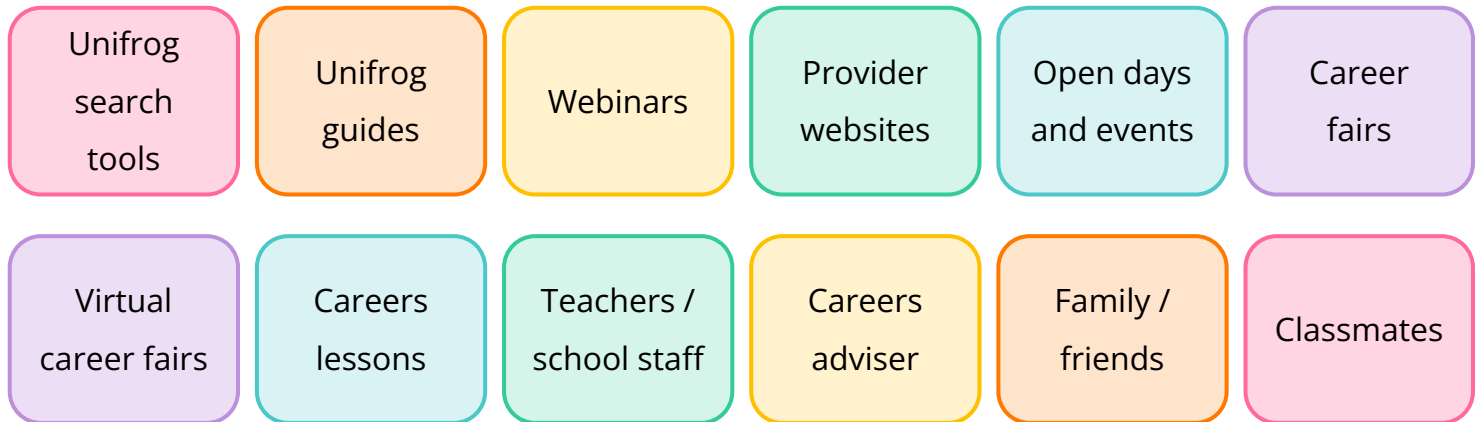 Unifrog
search
tools
Unifrog
guides
Webinars
Provider
websites
Open days
and events
Career
fairs
Virtual
career fairs
Careers
lessons
Teachers /
school staff
Careers
adviser
Family /
friends
Classmates